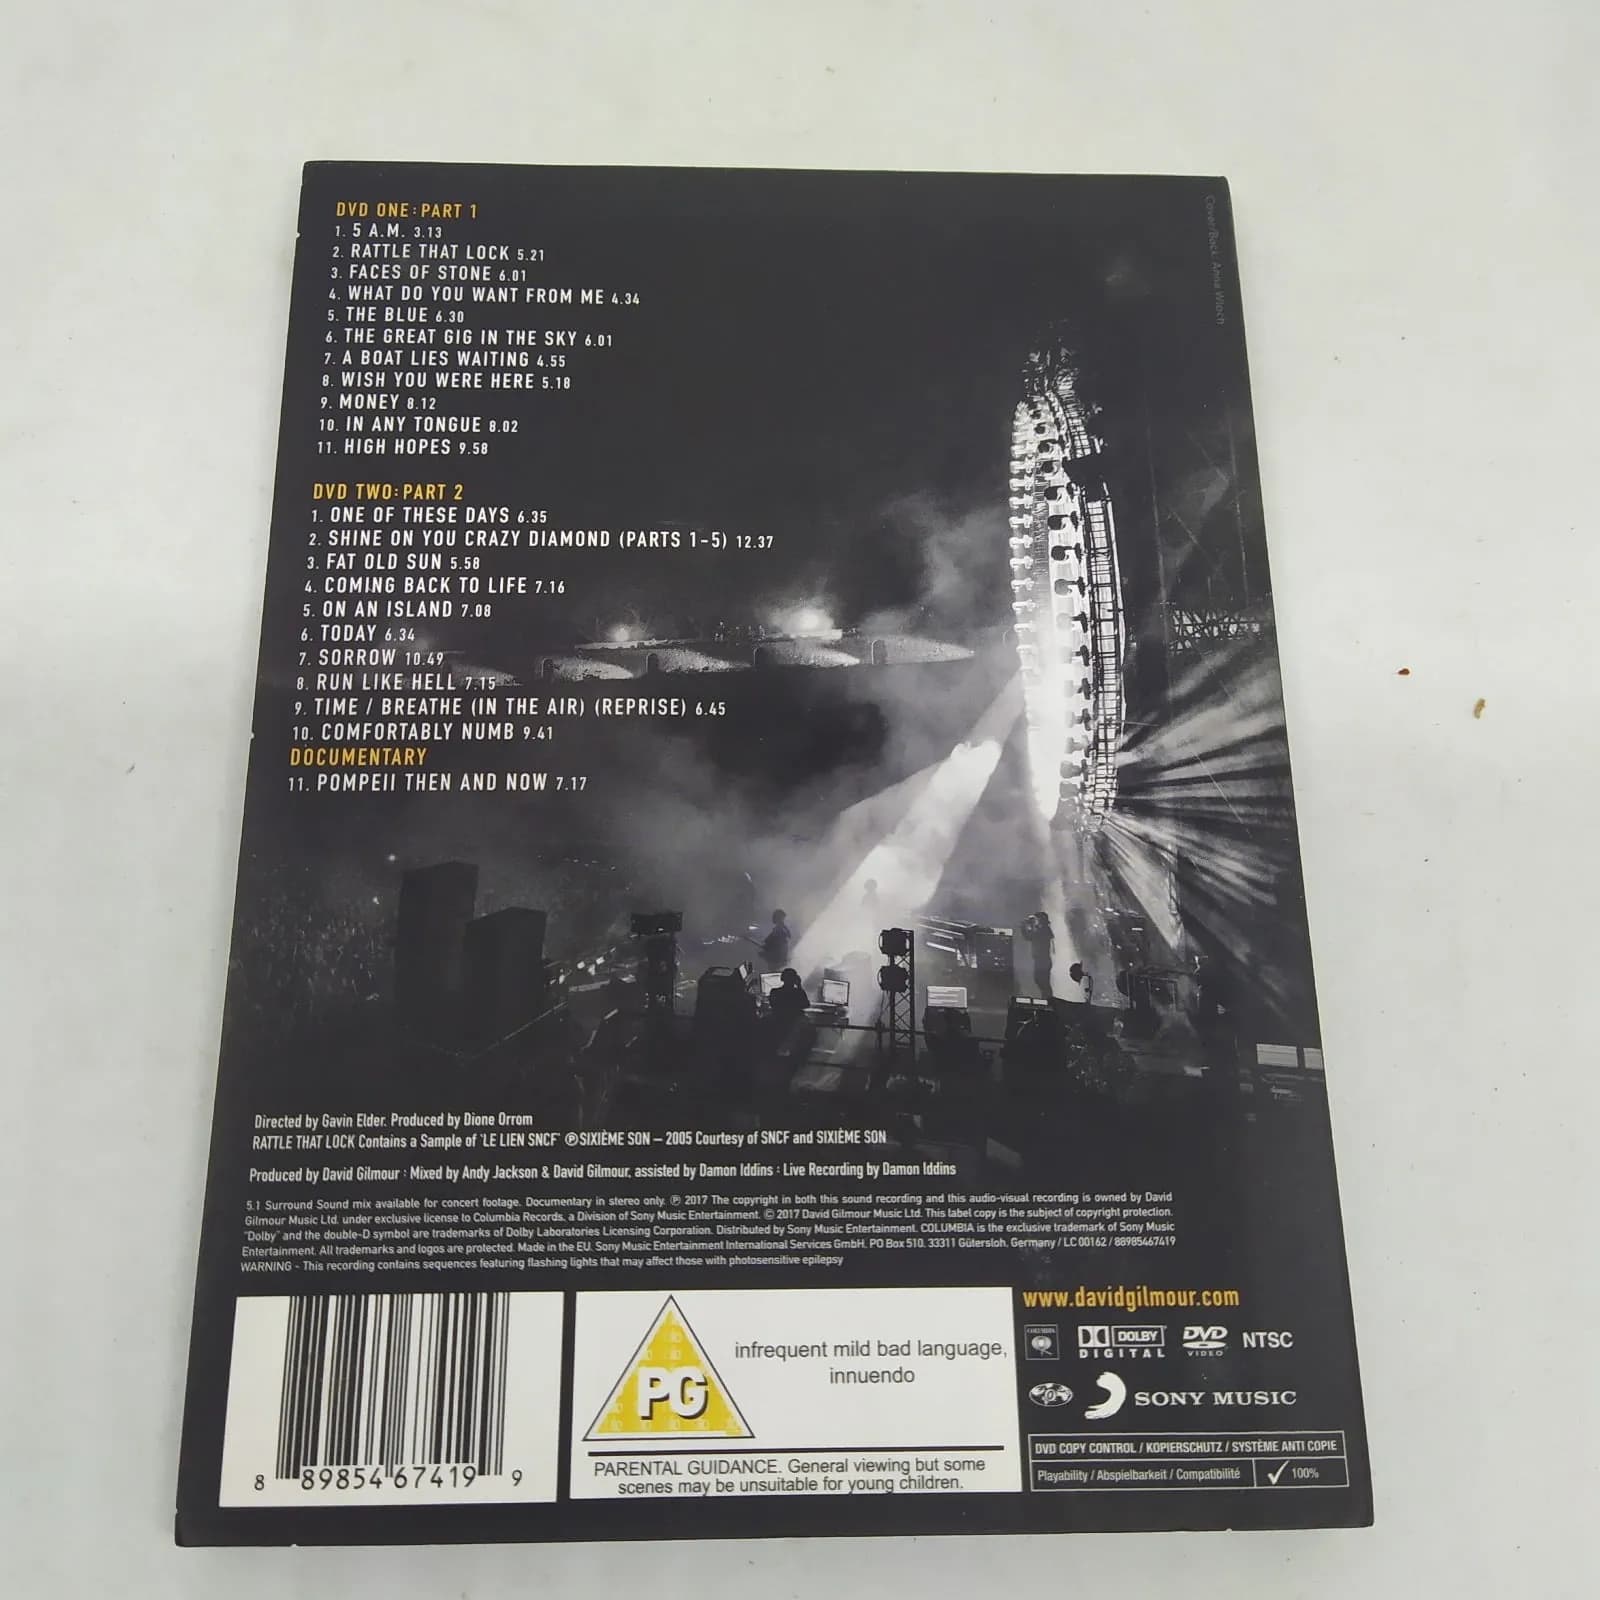 DVD ONE: PART 1
1. 5 A.M. 3.13
2. RATTLE THAT LOCK 5.21
3. FACES OF STONE 6.01
4. WHAT DO YOU WANT FROM ME 4.34
5. THE BLUE 6.30
6. THE GREAT GIG IN THE SKY 6.01
7. A BOAT LIES WAITING 4.55
8. WISH YOU WERE HERE 5.18
9. MONEY 8.12
10. IN ANY TONGUE 8.02
11. HIGH HOPES 9.58
DVD TWO: PART 2
1. ONE OF THESE DAYS 6.35
2. SHINE ON YOU CRAZY DIAMOND (PARTS 1-5) 12.37
3. FAT OLD SUN 5.58
4. COMING BACK TO LIFE 7.16
5. ON AN ISLAND 7.08
6. TODAY 6.34
7. SORROW 10.49
8. RUN LIKE HELL 7.15
9. TIME / BREATHE (IN THE AIR) (REPRISE) 6.45
10. COMFORTABLY NUMB 9.41
DOCUMENTARY
11. POMPEII THEN AND NOW 7.17
Cover/Back: Anna Wloch
Directed by Gavin Elder. Produced by Dione Orrom
RATTLE THAT LOCK Contains a Sample of 'LE LIEN SNCF' ℗SIXIÈME SON – 2005 Courtesy of SNCF and SIXIÈME SON
Produced by David Gilmour : Mixed by Andy Jackson & David Gilmour, assisted by Damon Iddins : Live Recording by Damon Iddins
5.1 Surround Sound mix available for concert footage. Documentary in stereo only. ℗ 2017 The copyright in both this sound recording and this audio-visual recording is owned by David
Gilmour Music Ltd. under exclusive license to Columbia Records, a Division of Sony Music Entertainment. © 2017 David Gilmour Music Ltd. This label copy is the subject of copyright protection.
"Dolby" and the double-D symbol are trademarks of Dolby Laboratories Licensing Corporation. Distributed by Sony Music Entertainment. COLUMBIA is the exclusive trademark of Sony Music
Entertainment. All trademarks and logos are protected. Made in the EU. Sony Music Entertainment International Services GmbH, PO Box 510, 33311 Gütersloh, Germany / LC 00162 / 88985467419
WARNING - This recording contains sequences featuring flashing lights that may affect those with photosensitive epilepsy
8 89854 67419 9
PG
infrequent mild bad language,
innuendo
PARENTAL GUIDANCE. General viewing but some
scenes may be unsuitable for young children.
www.davidgilmour.com
COLUMBIA
DOLBY
DIGITAL
DVD
VIDEO
NTSC
SONY MUSIC
DVD COPY CONTROL / KOPIERSCHUTZ / SYSTÈME ANTI COPIE
Playability / Abspielbarkeit / Compatibilité
100%